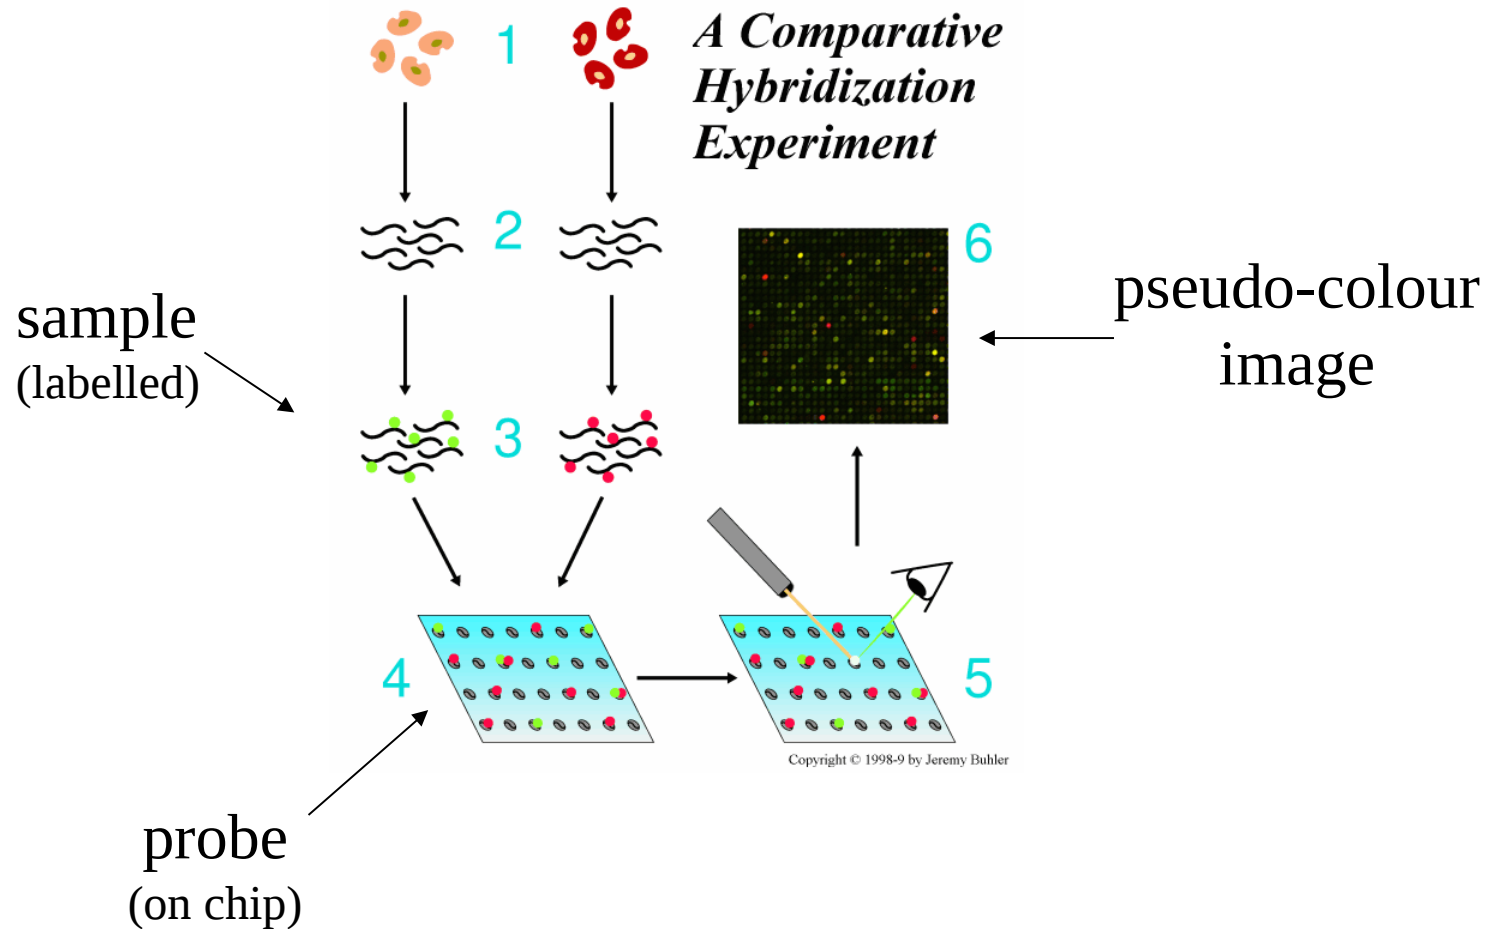 A Comparative
Hybridization
Experiment
1
2
3
4
5
6
sample
(labelled)
pseudo-colour
image
probe
(on chip)
Copyright © 1998-9 by Jeremy Buhler